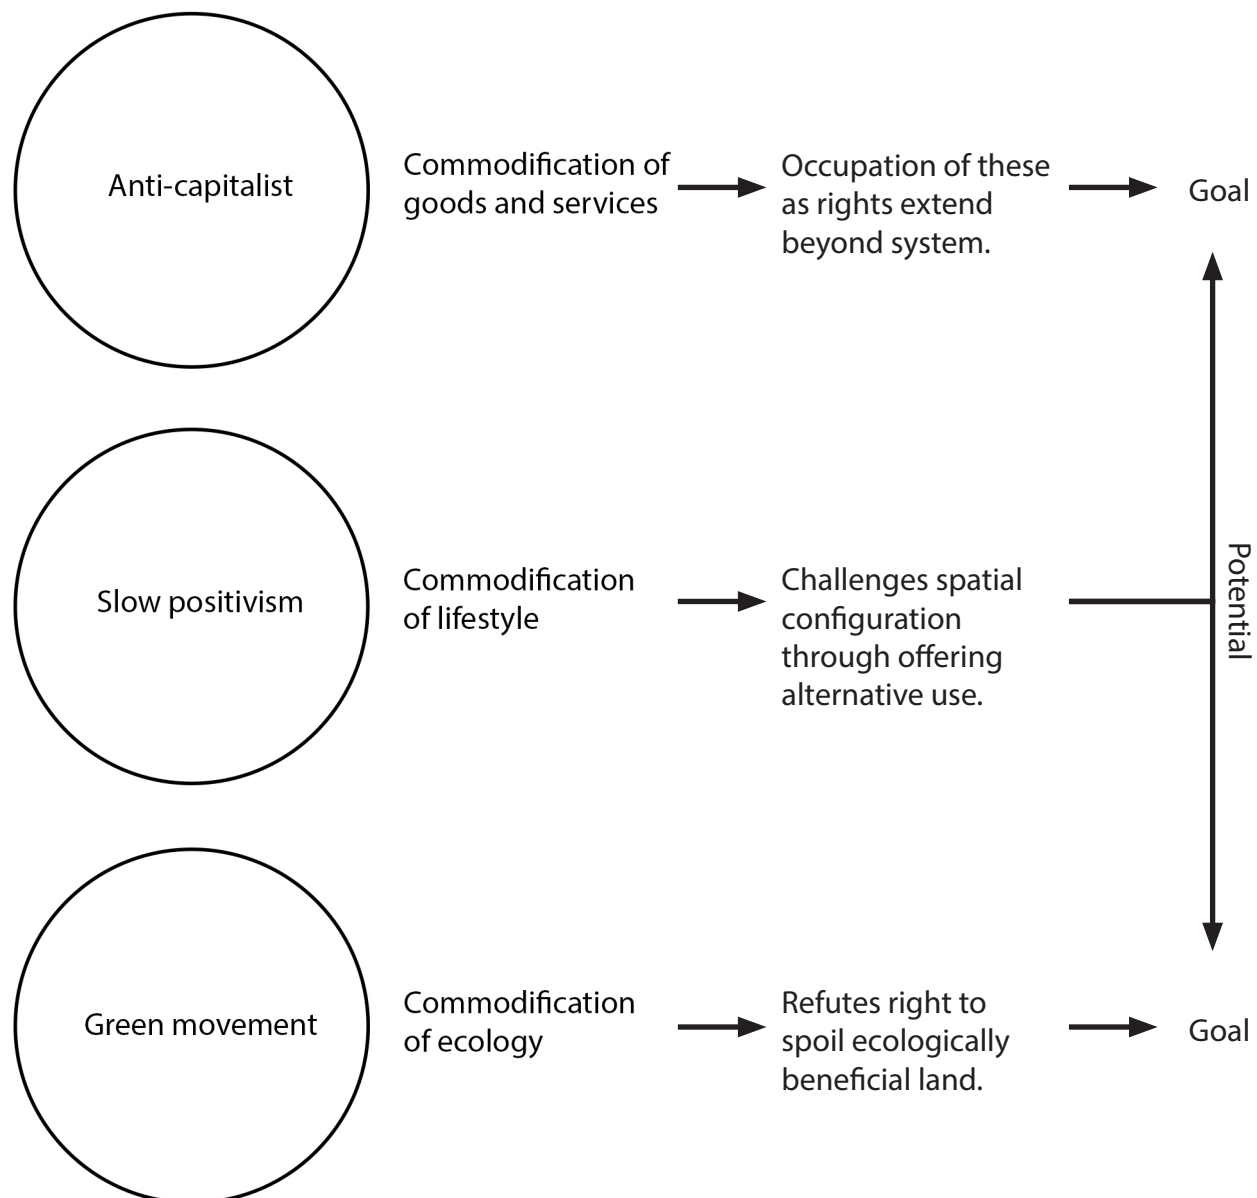 Anti-capitalist
Commodification of
goods and services
Occupation of these
as rights extend
beyond system.
Goal
Slow positivism
Commodification
of lifestyle
Challenges spatial
configuration
through offering
alternative use.
Potential
Green movement
Commodification
of ecology
Refutes right to
spoil ecologically
beneficial land.
Goal